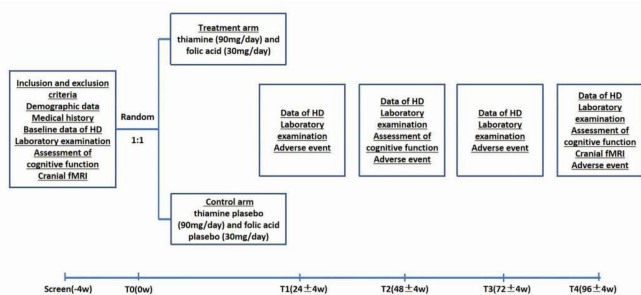 Inclusion and exclusion
criteria
Demographic data
Medical history
Baseline data of HD
Laboratory examination
Assessment of
cognitive function
Cranial fMRI
Random
1:1
Treatment arm
thiamine (90mg/day) and
folic acid (30mg/day)
Control arm
thiamine plasebo
(90mg/day) and folic acid
plasebo (30mg/day)
Data of HD
Laboratory
examination
Adverse event
Data of HD
Laboratory
examination
Assessment of
cognitive function
Adverse event
Data of HD
Laboratory
examination
Adverse event
Data of HD
Laboratory
examination
Assessment of
cognitive function
Cranial fMRI
Adverse event
Screen(-4w)
T0(0w)
T1(24±4w)
T2(48±4w)
T3(72±4w)
T4(96±4w)